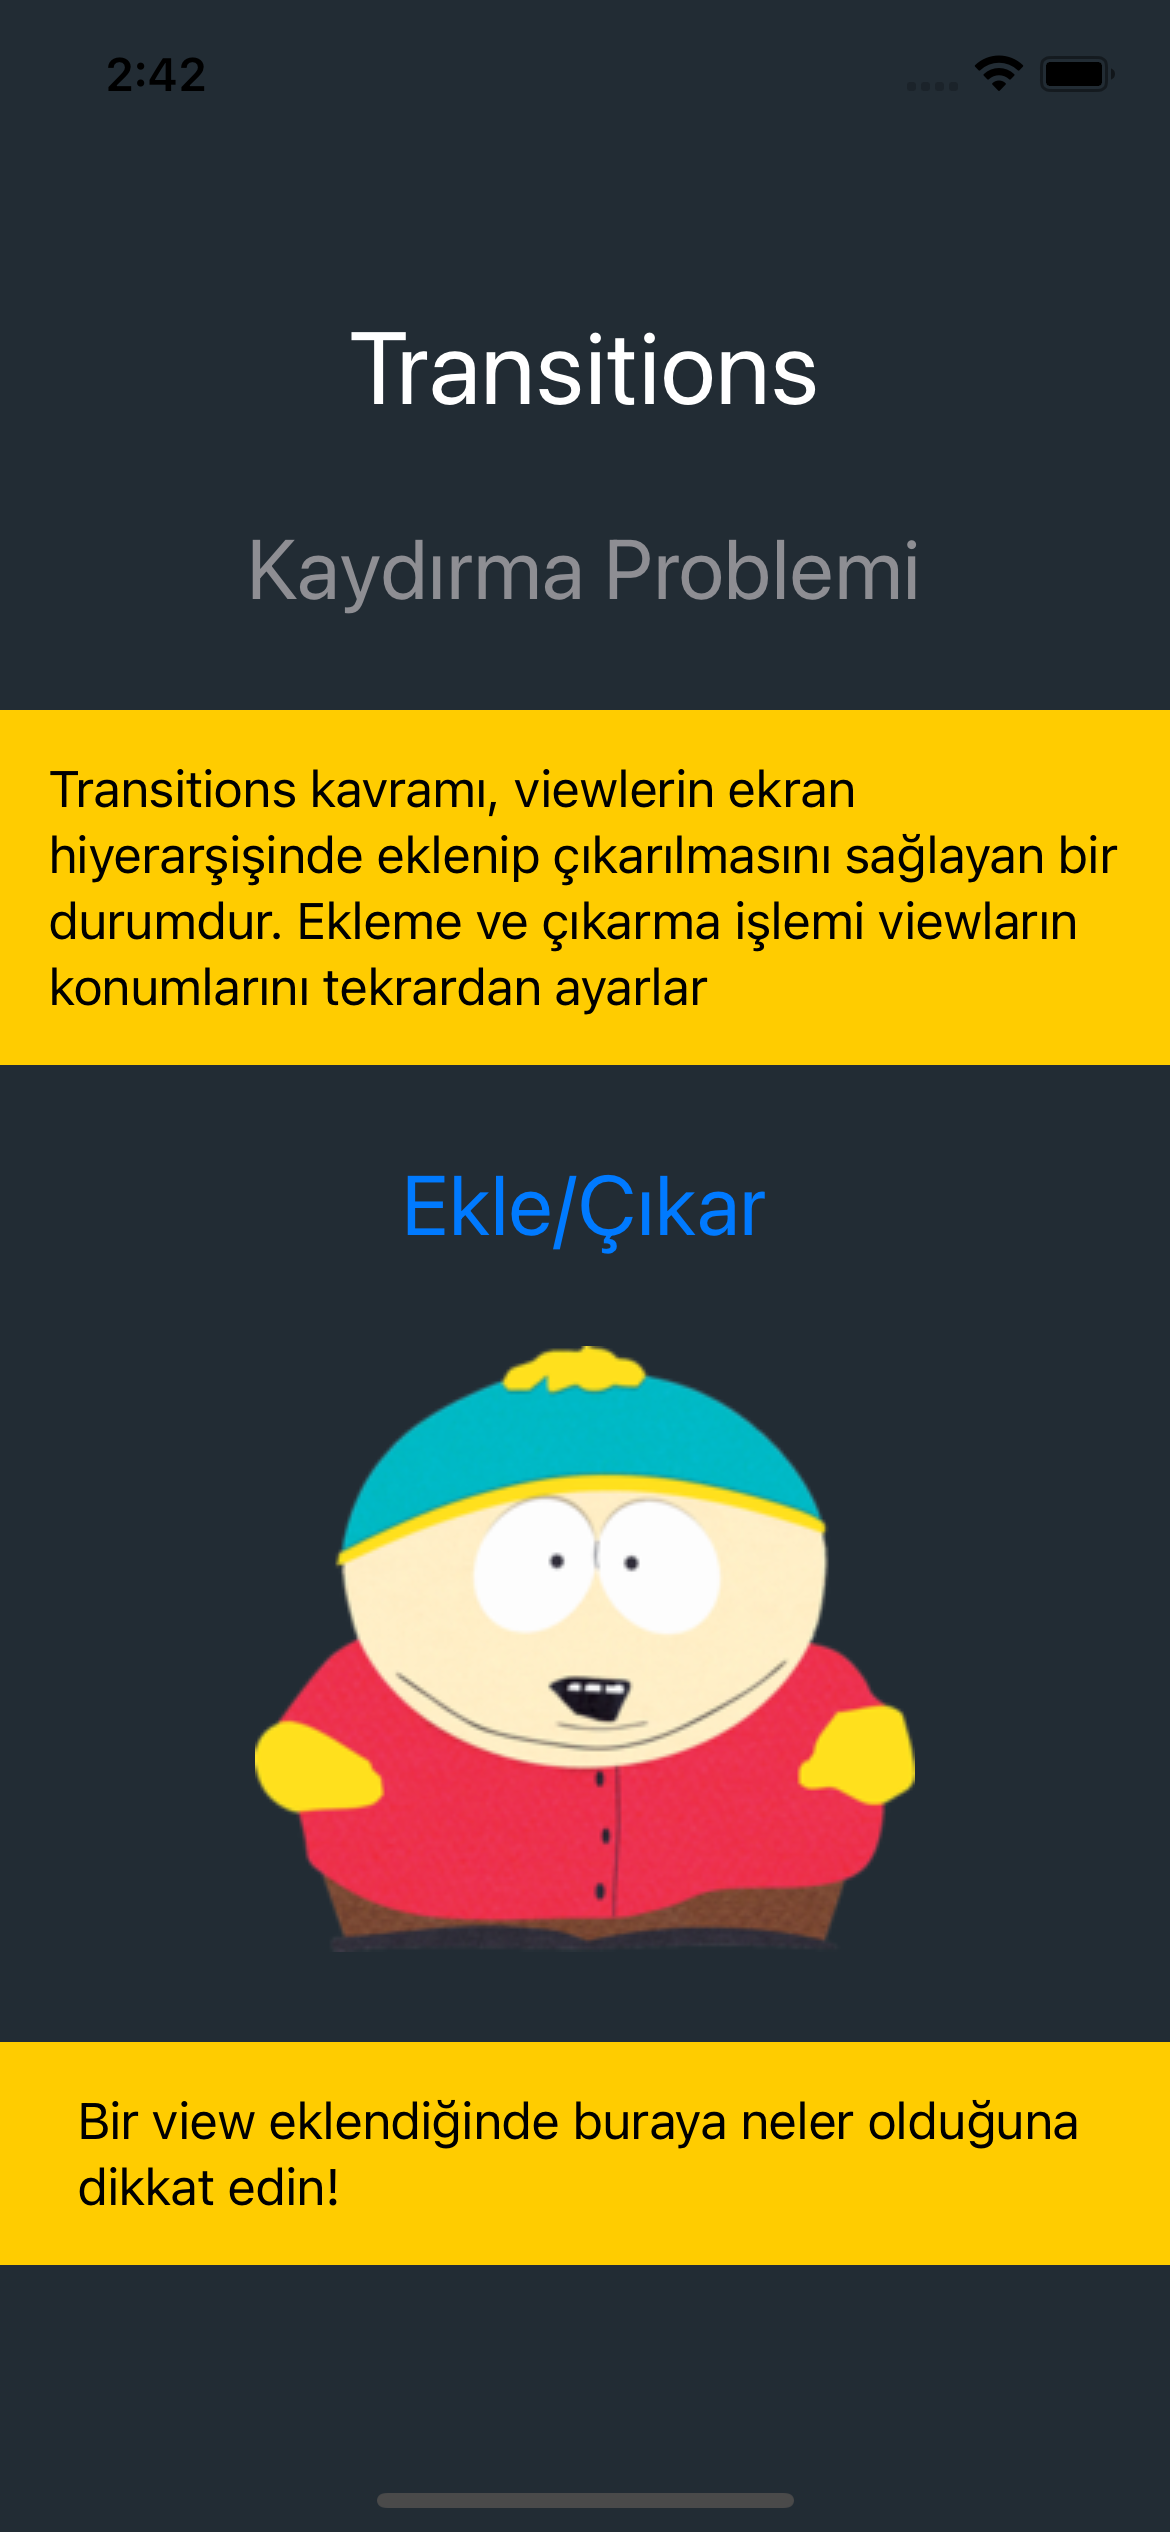 2:42
Transitions
Kaydırma Problemi
Transitions kavramı, viewlerin ekran
hiyerarşişinde eklenip çıkarılmasını sağlayan bir
durumdur. Ekleme ve çıkarma işlemi viewların
konumlarını tekrardan ayarlar
Ekle/Çıkar
Bir view eklendiğinde buraya neler olduğuna
dikkat edin!